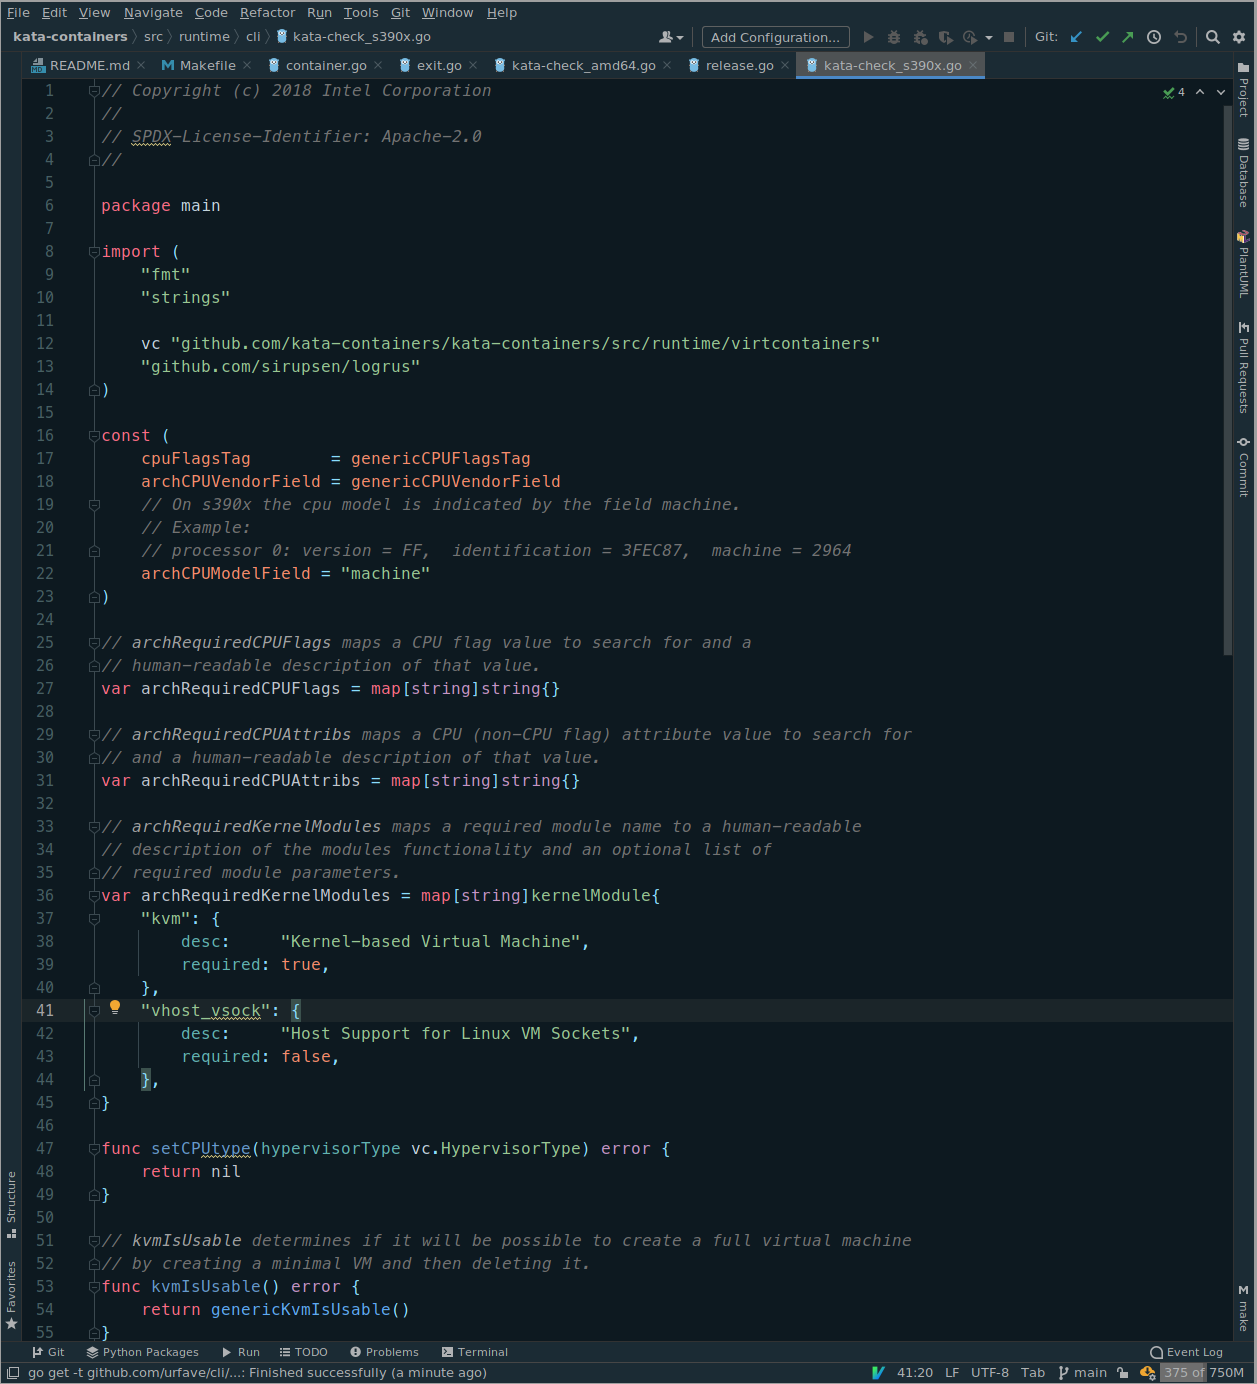 File Edit View Navigate Code Refactor Run Tools Git Window Help
kata-containers src runtime cli kata-check_s390x.go Add Configuration... Git:
README.md Makefile container.go exit.go kata-check_amd64.go release.go kata-check_s390x.go
4
1 // Copyright (c) 2018 Intel Corporation
2 //
3 // SPDX-License-Identifier: Apache-2.0
4 //
5
6 package main
7
8 import (
9 "fmt"
10 "strings"
11
12 vc "github.com/kata-containers/kata-containers/src/runtime/virtcontainers"
13 "github.com/sirupsen/logrus"
14 )
15
16 const (
17 cpuFlagsTag = genericCPUFlagsTag
18 archCPUVendorField = genericCPUVendorField
19 // On s390x the cpu model is indicated by the field machine.
20 // Example:
21 // processor 0: version = FF,  identification = 3FEC87,  machine = 2964
22 archCPUModelField = "machine"
23 )
24
25 // archRequiredCPUFlags maps a CPU flag value to search for and a
26 // human-readable description of that value.
27 var archRequiredCPUFlags = map[string]string{}
28
29 // archRequiredCPUAttribs maps a CPU (non-CPU flag) attribute value to search for
30 // and a human-readable description of that value.
31 var archRequiredCPUAttribs = map[string]string{}
32
33 // archRequiredKernelModules maps a required module name to a human-readable
34 // description of the modules functionality and an optional list of
35 // required module parameters.
36 var archRequiredKernelModules = map[string]kernelModule{
37 "kvm": {
38 desc: "Kernel-based Virtual Machine",
39 required: true,
40 },
41 "vhost_vsock": {
42 desc: "Host Support for Linux VM Sockets",
43 required: false,
44 },
45 }
46
47 func setCPUtype(hypervisorType vc.HypervisorType) error {
48 return nil
49 }
50
51 // kvmIsUsable determines if it will be possible to create a full virtual machine
52 // by creating a minimal VM and then deleting it.
53 func kvmIsUsable() error {
54 return genericKvmIsUsable()
55 }
Project
Database
PlantUML
Pull Requests
Commit
make
Structure
Favorites
Git Python Packages Run TODO Problems Terminal Event Log
go get -t github.com/urfave/cli/...: Finished successfully (a minute ago) 41:20 LF UTF-8 Tab main 375 of 750M